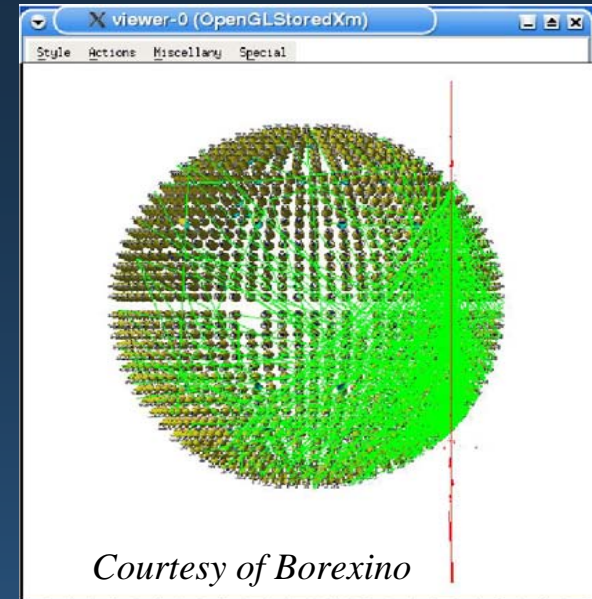 X viewer-0 (OpenGLStoredXm)
Style Actions Miscellany Special
Courtesy of Borexino